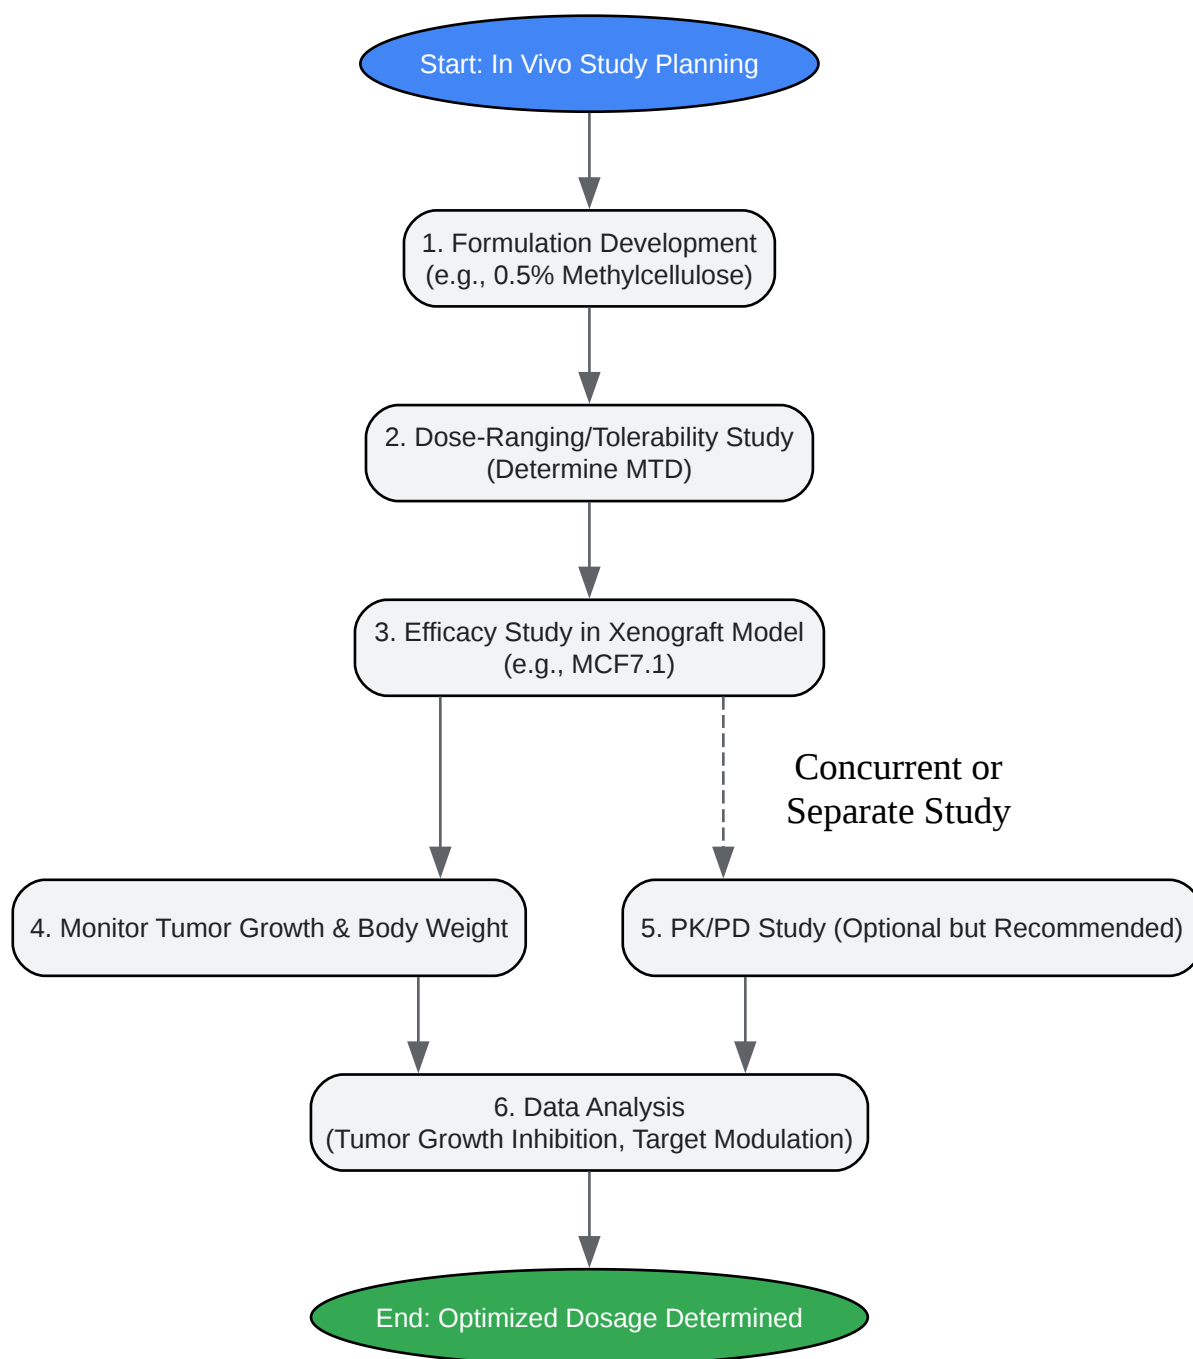 Start: In Vivo Study Planning
1. Formulation Development
(e.g., 0.5% Methylcellulose)
2. Dose-Ranging/Tolerability Study
(Determine MTD)
3. Efficacy Study in Xenograft Model
(e.g., MCF7.1)
Concurrent or
Separate Study
4. Monitor Tumor Growth & Body Weight
5. PK/PD Study (Optional but Recommended)
6. Data Analysis
(Tumor Growth Inhibition, Target Modulation)
End: Optimized Dosage Determined